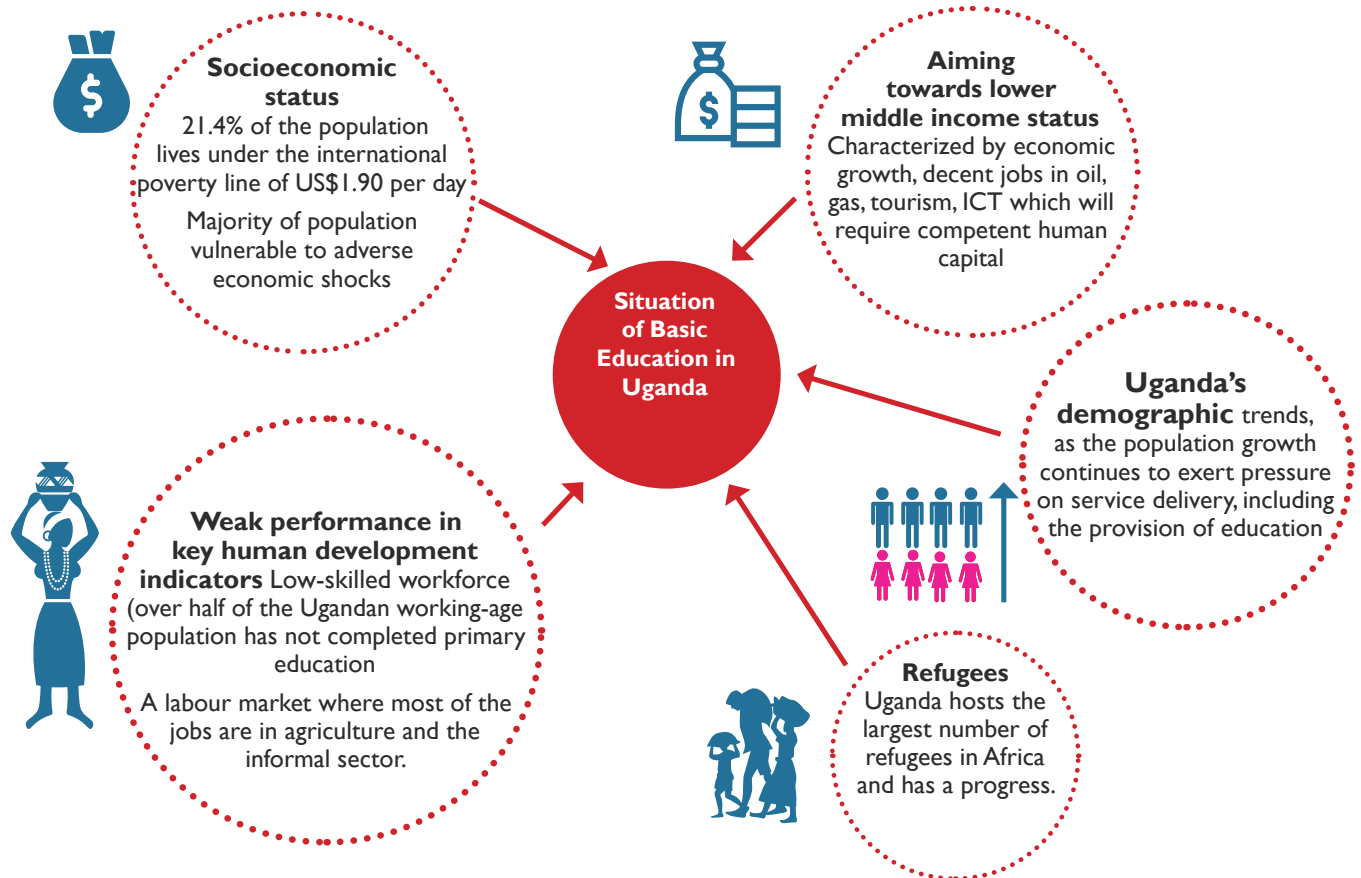 Socioeconomic
status
21.4% of the population
lives under the international
poverty line of US$1.90 per day
Majority of population
vulnerable to adverse
economic shocks
$
Aiming
towards lower
middle income status
Characterized by economic
growth, decent jobs in oil,
gas, tourism, ICT which will
require competent human
capital
$
Situation
of Basic
Education in
Uganda
Uganda’s
demographic trends,
as the population growth
continues to exert pressure
on service delivery, including
the provision of education
Weak performance in
key human development
indicators Low-skilled workforce
(over half of the Ugandan working-age
population has not completed primary
education
A labour market where most of the
jobs are in agriculture and the
informal sector.
Refugees
Uganda hosts the
largest number of
refugees in Africa
and has a progress.